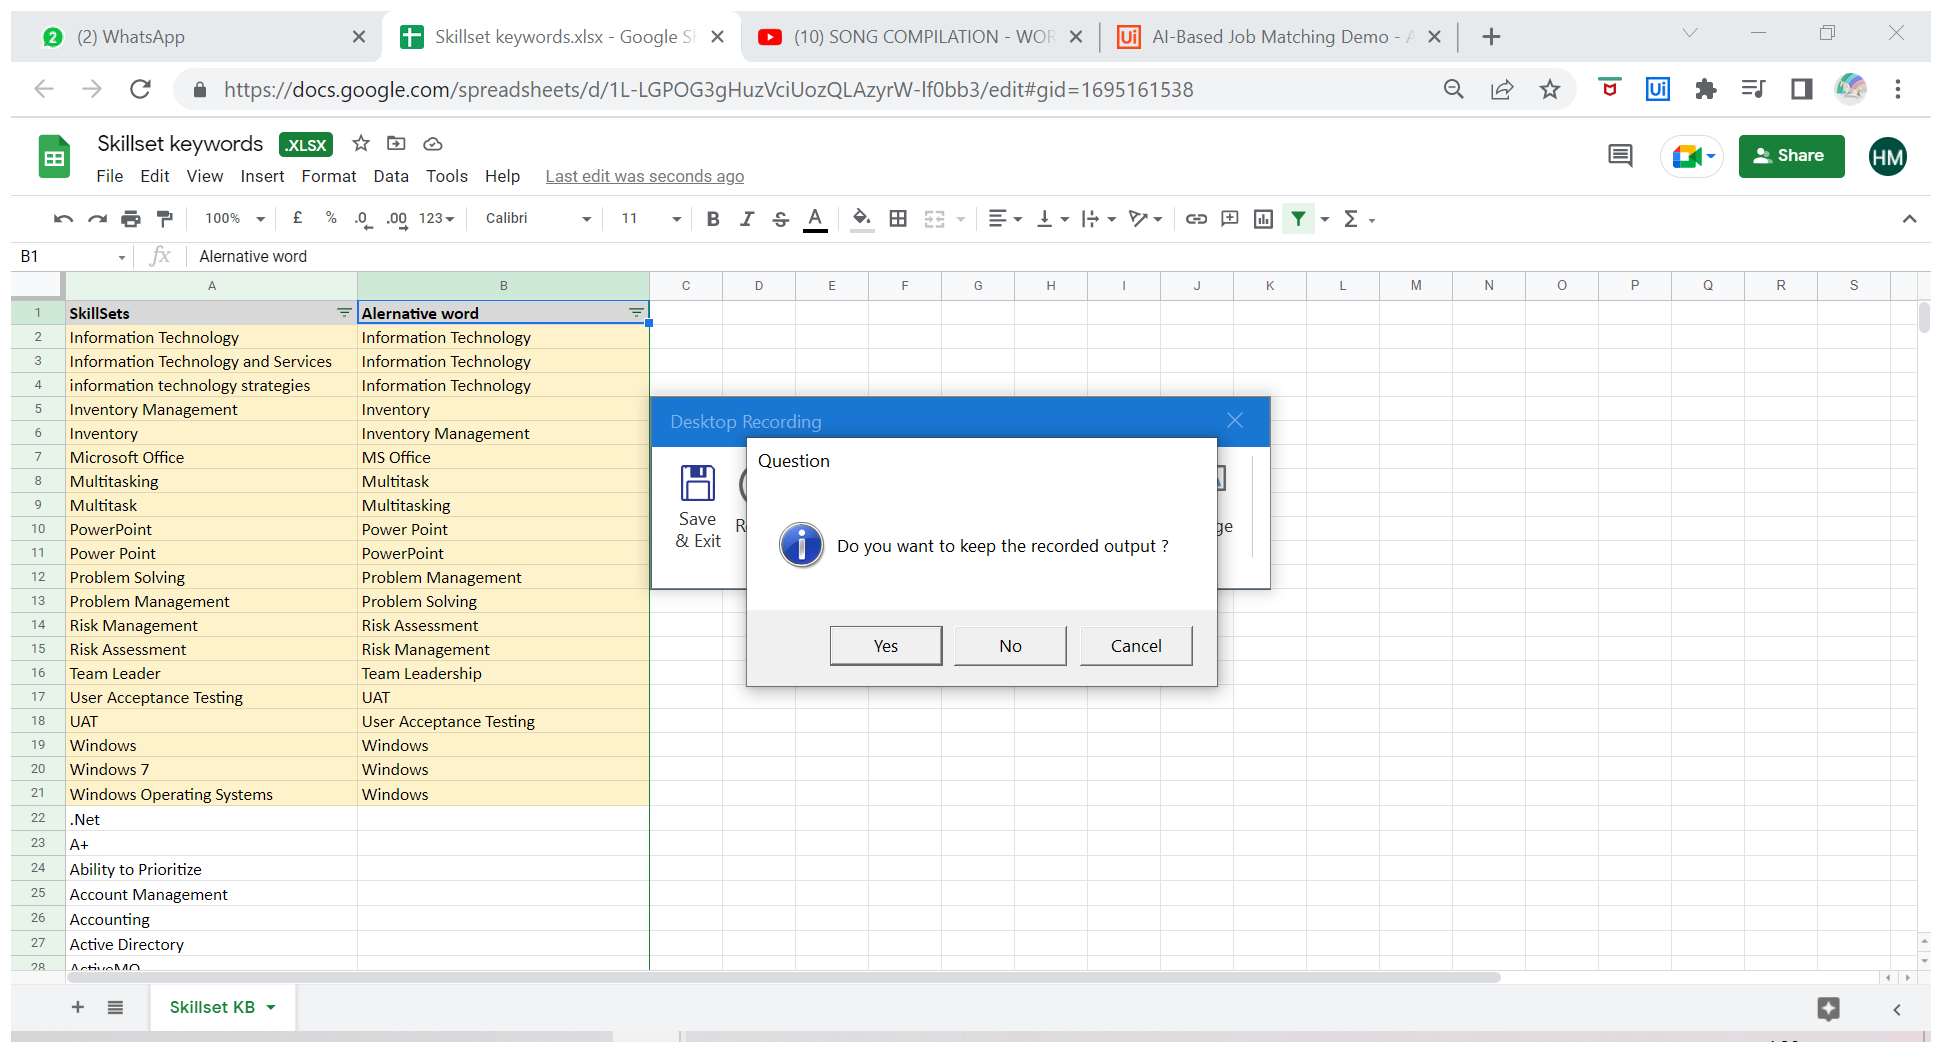 2 (2) WhatsApp
Skillset keywords.xlsx - Google Sh
(10) SONG COMPILATION - WOR
Ui AI-Based Job Matching Demo - A
https://docs.google.com/spreadsheets/d/1L-LGPOG3gHuzVciUozQLAzyrW-lf0bb3/edit#gid=1695161538
Ui
Skillset keywords .XLSX
File Edit View Insert Format Data Tools Help Last edit was seconds ago
Share
HM
100% £ % .0 .00 123 Calibri 11 B I S A Σ
B1 fx Alernative word
A B C D E F G H I J K L M N O P Q R S
1 SkillSets Alernative word
2 Information Technology Information Technology
3 Information Technology and Services Information Technology
4 information technology strategies Information Technology
5 Inventory Management Inventory
6 Inventory Inventory Management
7 Microsoft Office MS Office
8 Multitasking Multitask
9 Multitask Multitasking
10 PowerPoint Power Point
11 Power Point PowerPoint
12 Problem Solving Problem Management
13 Problem Management Problem Solving
14 Risk Management Risk Assessment
15 Risk Assessment Risk Management
16 Team Leader Team Leadership
17 User Acceptance Testing UAT
18 UAT User Acceptance Testing
19 Windows Windows
20 Windows 7 Windows
21 Windows Operating Systems Windows
22 .Net
23 A+
24 Ability to Prioritize
25 Account Management
26 Accounting
27 Active Directory
28 ActiveMQ
Desktop Recording
Save
& Exit
R
ge
Question
Do you want to keep the recorded output ?
Yes No Cancel
Skillset KB